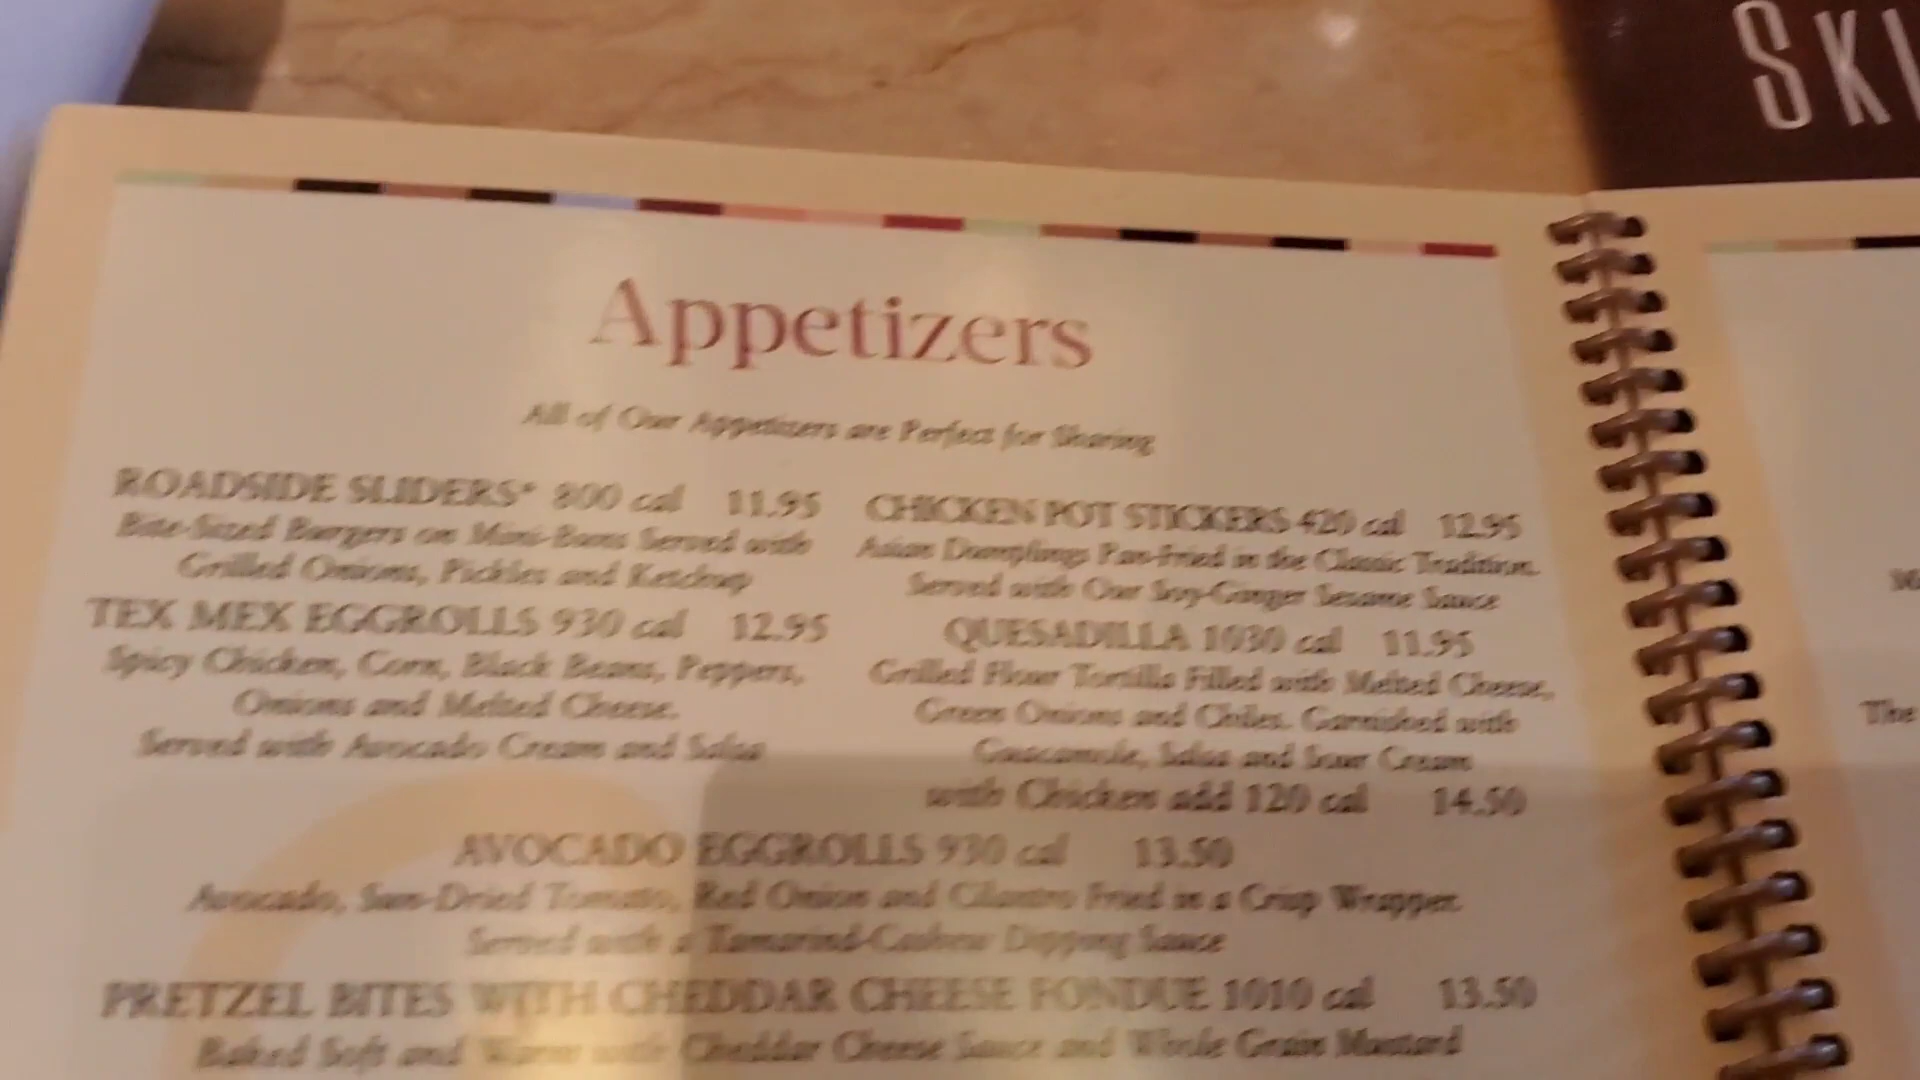 SKI
Appetizers
All of Our Appetizers are Perfect for Sharing
ROADSIDE SLIDERS* 800 cal 11.95
Bite-Sized Burgers on Mini-Buns Served with
Grilled Onions, Pickles and Ketchup
TEX MEX EGGROLLS 930 cal 12.95
Spicy Chicken, Corn, Black Beans, Peppers,
Onions and Melted Cheese.
Served with Avocado Cream and Salsa
CHICKEN POT STICKERS 420 cal 12.95
Asian Dumplings Pan-Fried in the Classic Tradition.
Served with Our Soy-Ginger Sesame Sauce
QUESADILLA 1030 cal 11.95
Grilled Flour Tortilla Filled with Melted Cheese,
Green Onions and Chiles. Garnished with
Guacamole, Salsa and Sour Cream
with Chicken add 120 cal 14.50
AVOCADO EGGROLLS 930 cal 13.50
Avocado, Sun-Dried Tomato, Red Onion and Cilantro Fried in a Crisp Wrapper.
Served with a Tamarind-Cashew Dipping Sauce
PRETZEL BITES WITH CHEDDAR CHEESE FONDUE 1010 cal 13.50
Baked Soft and Warm with Cheddar Cheese Sauce and Whole Grain Mustard
The